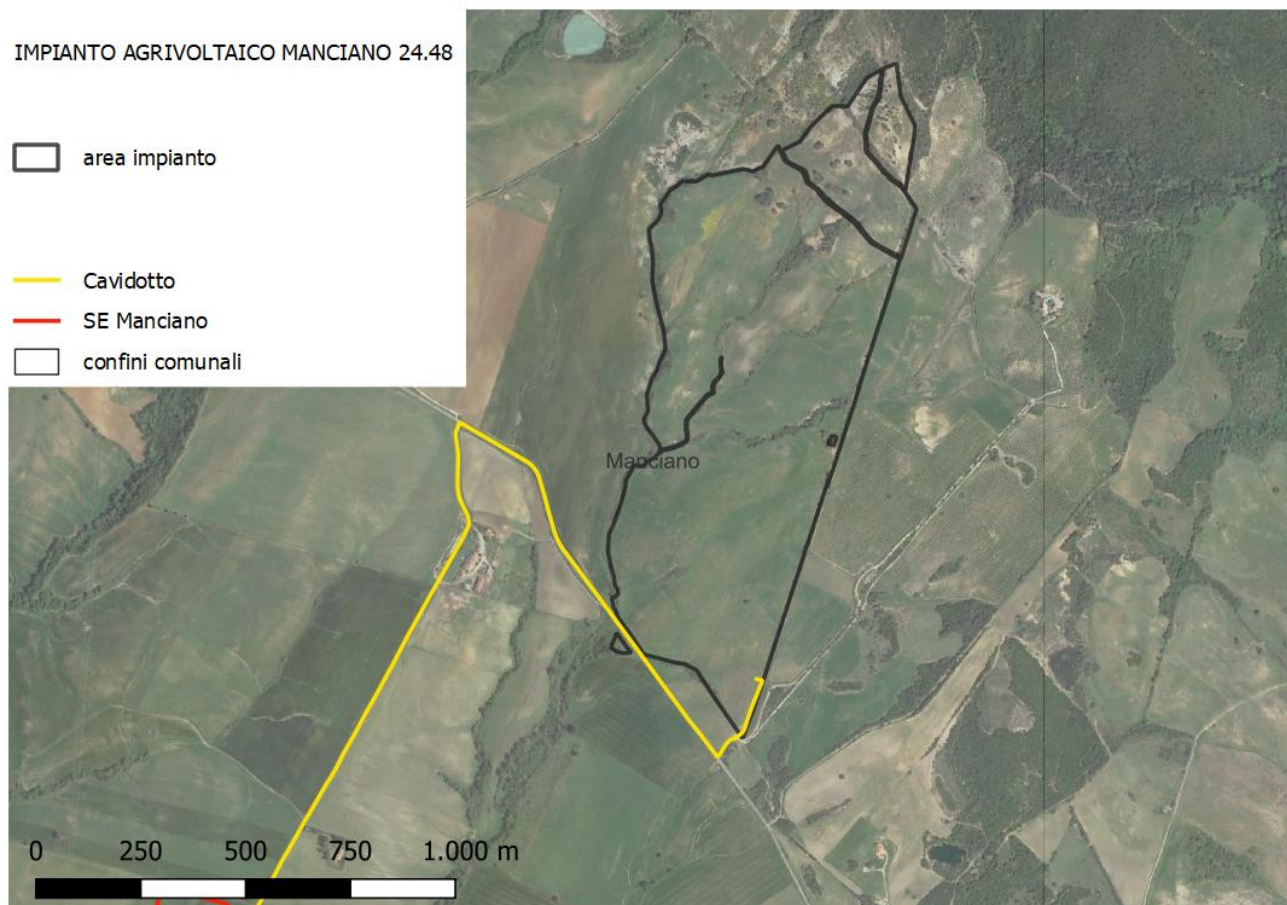 IMPIANTO AGRIVOLTAICO MANCIANO 24.48
area impianto
Cavidotto
SE Manciano
confini comunali
Manciano
0 250 500 750 1.000 m